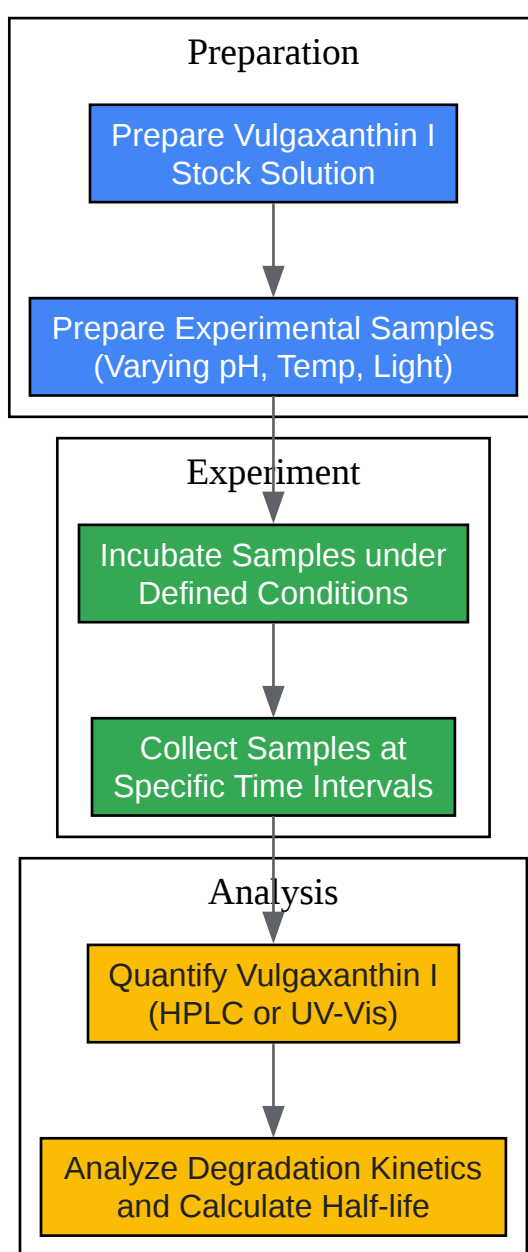 Preparation
Prepare Vulgaxanthin I
Stock Solution
Prepare Experimental Samples
(Varying pH, Temp, Light)
Experiment
Incubate Samples under
Defined Conditions
Collect Samples at
Specific Time Intervals
Analysis
Quantify Vulgaxanthin I
(HPLC or UV-Vis)
Analyze Degradation Kinetics
and Calculate Half-life